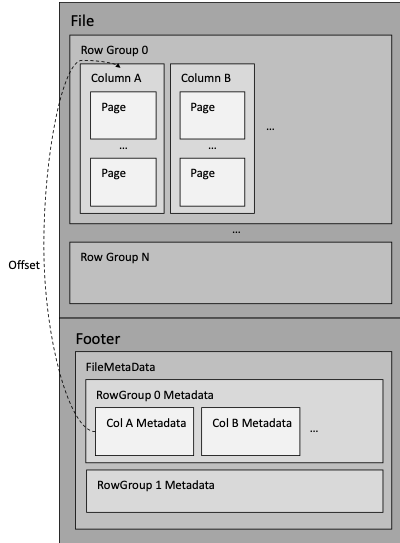 File
Row Group 0
Column A
Column B
Page
Page
...
...
...
Page
Page
...
Row Group N
Offset
Footer
FileMetaData
RowGroup 0 Metadata
Col A Metadata
Col B Metadata
...
RowGroup 1 Metadata